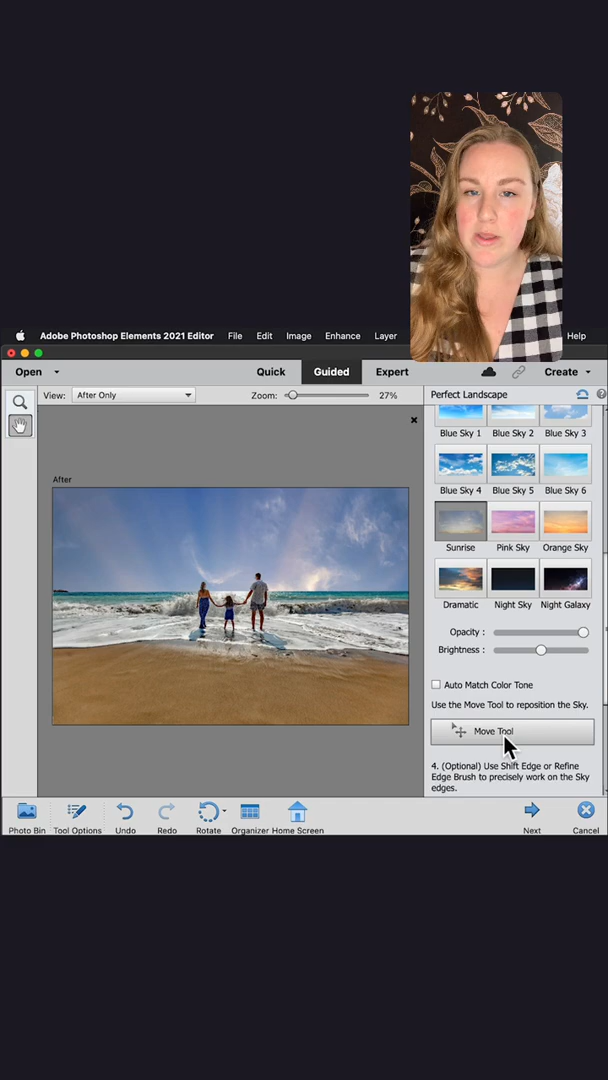 Adobe Photoshop Elements 2021 Editor File Edit Image Enhance Layer Help
Open Quick Guided Expert Create
View: After Only Zoom: 27% Perfect Landscape
Blue Sky 1 Blue Sky 2 Blue Sky 3
After
Blue Sky 4 Blue Sky 5 Blue Sky 6
Sunrise Pink Sky Orange Sky
Dramatic Night Sky Night Galaxy
Opacity :
Brightness :
Auto Match Color Tone
Use the Move Tool to reposition the Sky.
Move Tool
4. (Optional) Use Shift Edge or Refine
Edge Brush to precisely work on the Sky
edges.
Photo Bin Tool Options Undo Redo Rotate Organizer Home Screen Next Cancel